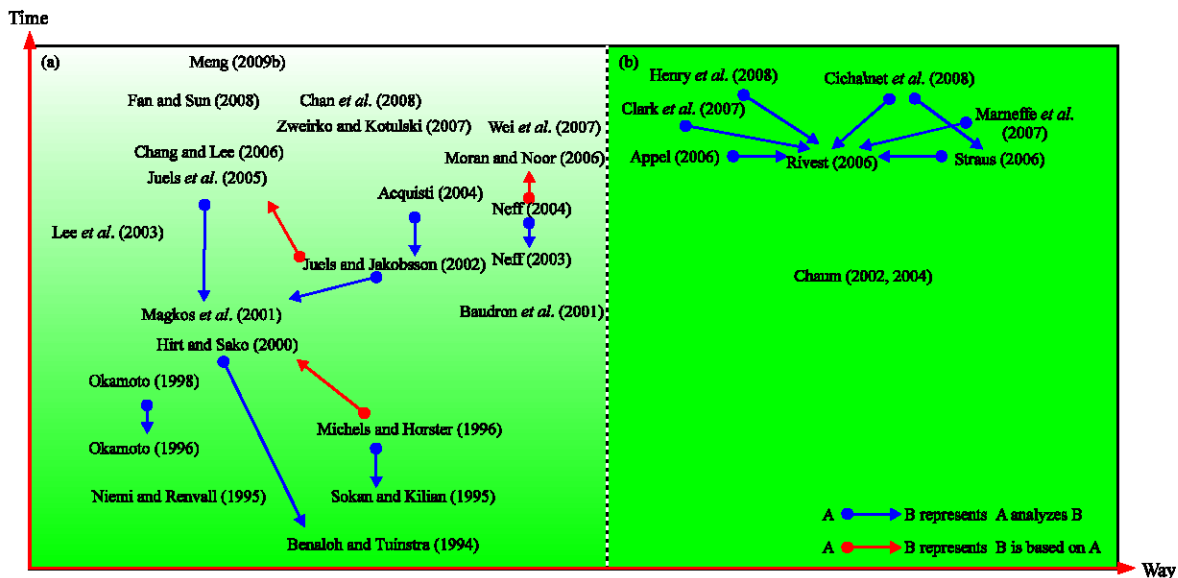 Time
(a)
Meng (2009b)
Fan and Sun (2008)
Chan et al. (2008)
Zweirko and Kotulski (2007)
Wei et al. (2007)
Chang and Lee (2006)
Moran and Noor (2006)
Juels et al. (2005)
Acquisti (2004)
Neff (2004)
Lee et al. (2003)
Juels and Jakobsson (2002)
Neff (2003)
Magkos et al. (2001)
Baudron et al. (2001)
Hirt and Sako (2000)
Okamoto (1998)
Michels and Horster (1996)
Okamoto (1996)
Niemi and Renvall (1995)
Sokan and Kilian (1995)
Benaloh and Tuinstra (1994)
(b)
Henry et al. (2008)
Cichalnet et al. (2008)
Clark et al. (2007)
Marneffe et al.
(2007)
Appel (2006)
Rivest (2006)
Straus (2006)
Chaum (2002, 2004)
A B represents A analyzes B
A B represents B is based on A
Way